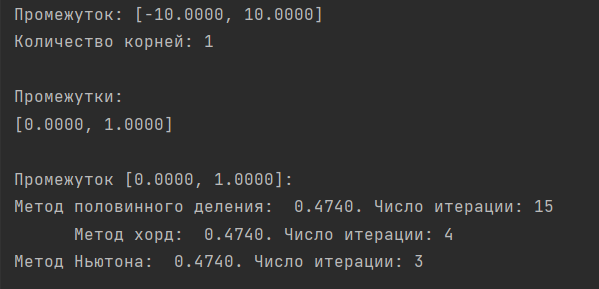 Промежуток: [-10.0000, 10.0000]
Количество корней: 1
Промежутки:
[0.0000, 1.0000]
Промежуток [0.0000, 1.0000]:
Метод половинного деления:  0.4740. Число итерации: 15
Метод хорд:  0.4740. Число итерации: 4
Метод Ньютона:  0.4740. Число итерации: 3